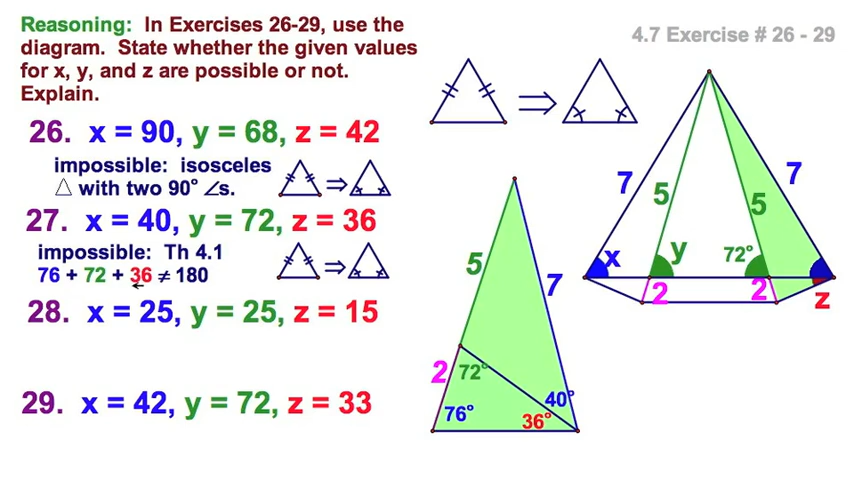 Reasoning: In Exercises 26-29, use the
diagram. State whether the given values
for x, y, and z are possible or not.
Explain.
4.7 Exercise # 26 - 29
26. x = 90, y = 68, z = 42
impossible: isosceles
△ with two 90° ∠s.
⇒
27. x = 40, y = 72, z = 36
impossible: Th 4.1
76 + 72 + 36 ≠ 180
⇒
28. x = 25, y = 25, z = 15
29. x = 42, y = 72, z = 33
⇒
5
7
2
72°
76°
40°
36°
7
5
5
7
x
y
72°
2
2
z